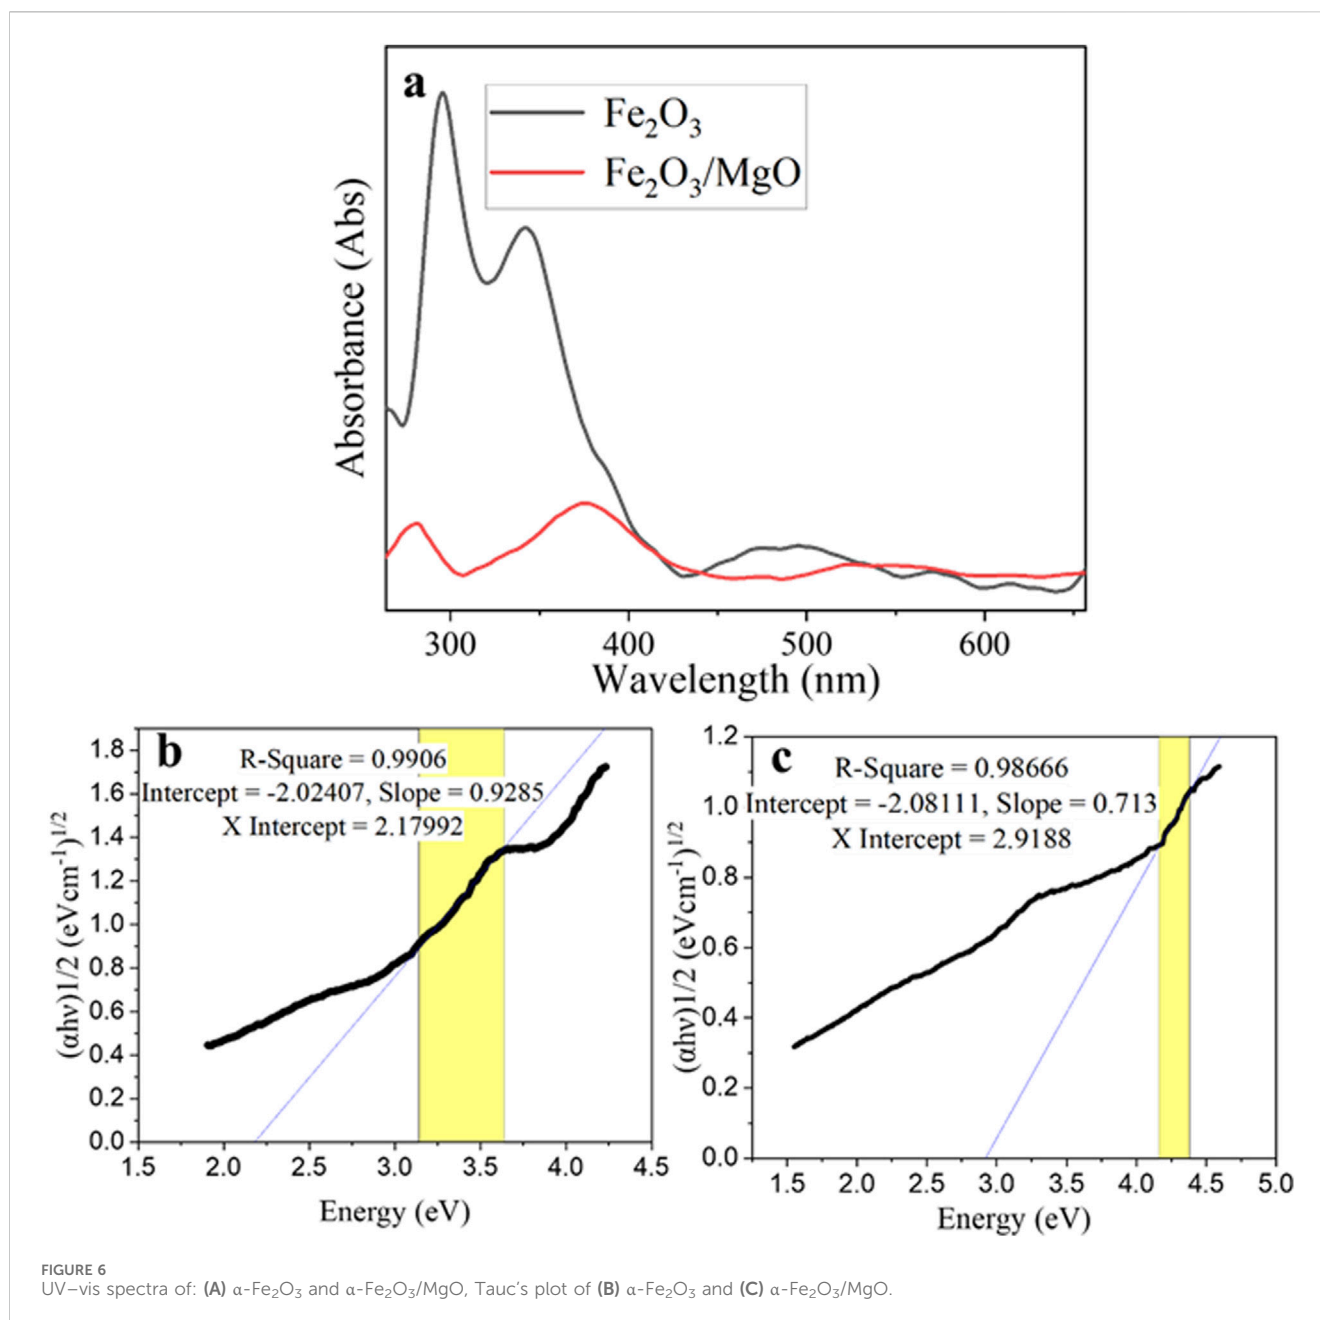 a
Fe₂O₃
Fe₂O₃/MgO
Absorbance (Abs)
300 400 500 600
Wavelength (nm)
b
R-Square = 0.9906
Intercept = -2.02407, Slope = 0.9285
X Intercept = 2.17992
(αhν)1/2 (eVcm⁻¹)¹/²
1.8
1.6
1.4
1.2
1.0
0.8
0.6
0.4
0.2
0.0
1.5 2.0 2.5 3.0 3.5 4.0 4.5
Energy (eV)
c
R-Square = 0.98666
Intercept = -2.08111, Slope = 0.713
X Intercept = 2.9188
(αhν)1/2 (eVcm⁻¹)¹/²
1.2
1.0
0.8
0.6
0.4
0.2
0.0
1.5 2.0 2.5 3.0 3.5 4.0 4.5 5.0
Energy (eV)
FIGURE 6
UV–vis spectra of: (A) α-Fe₂O₃ and α-Fe₂O₃/MgO, Tauc's plot of (B) α-Fe₂O₃ and (C) α-Fe₂O₃/MgO.